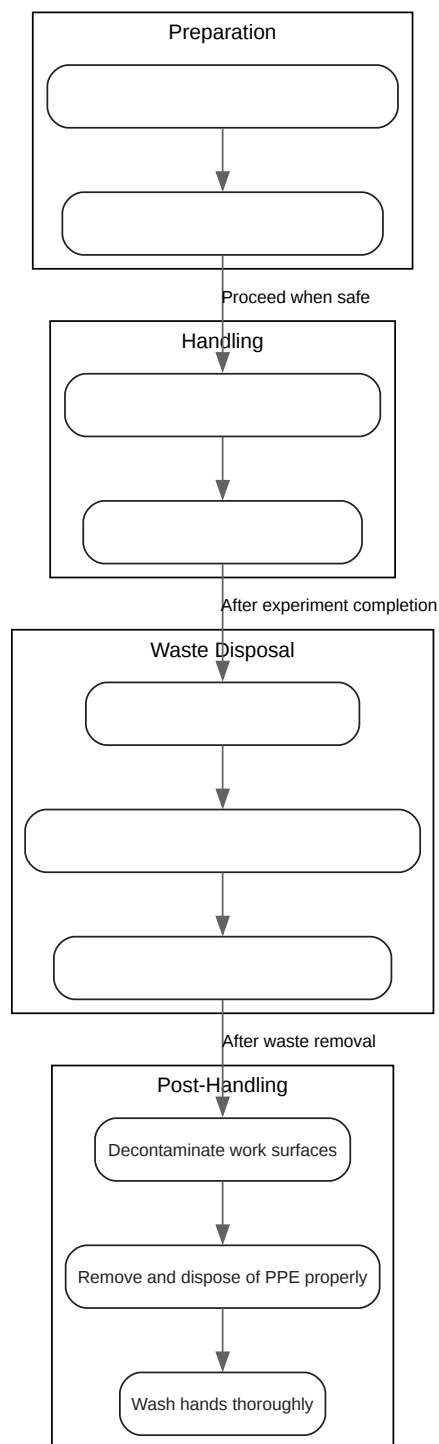 Preparation
Proceed when safe
Handling
After experiment completion
Waste Disposal
After waste removal
Post-Handling
Decontaminate work surfaces
Remove and dispose of PPE properly
Wash hands thoroughly